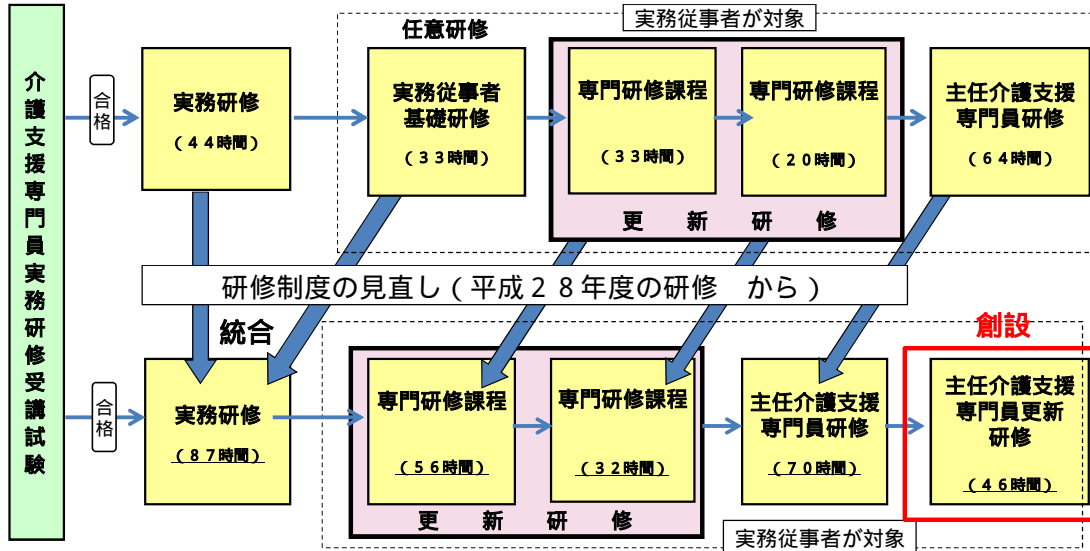 介護支援専門員実務研修受講試験
実務従事者が対象
任意研修
合格
実務研修
(44時間)
実務従事者
基礎研修
(33時間)
専門研修課程
(33時間)
専門研修課程
(20時間)
主任介護支援
専門員研修
(64時間)
更 新 研 修
研修制度の見直し(平成28年度の研修 から)
統合
創設
合格
実務研修
(87時間)
専門研修課程
(56時間)
専門研修課程
(32時間)
主任介護支援
専門員研修
(70時間)
主任介護支援
専門員更新
研修
(46時間)
更 新 研 修
実務従事者が対象